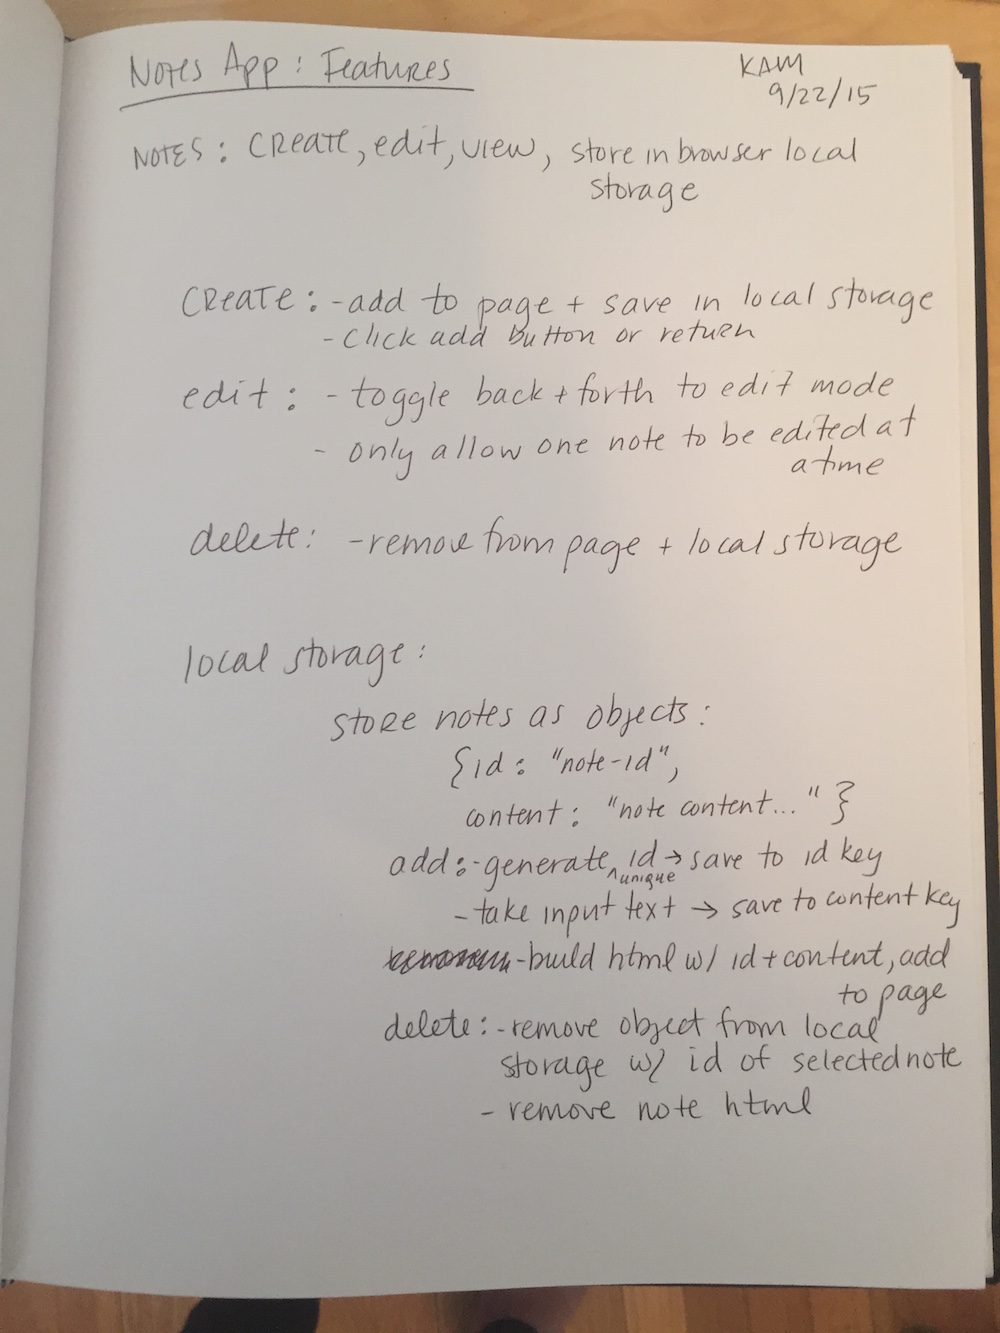 Notes App: Features
KAM
9/22/15
NOTES: CREATE, edit, view, store in browser local
storage
CREATE: - add to page + save in local storage
- click add button or return
edit: - toggle back + forth to edit mode
- only allow one note to be edited at
a time
delete: - remove from page + local storage
local storage:
store notes as objects:
{id: "note-id",
content: "note content..." }
add: - generate ^unique id → save to id key
- take input text → save to content key
- build html w/ id + content, add
to page
delete: - remove object from local
storage w/ id of selected note
- remove note html